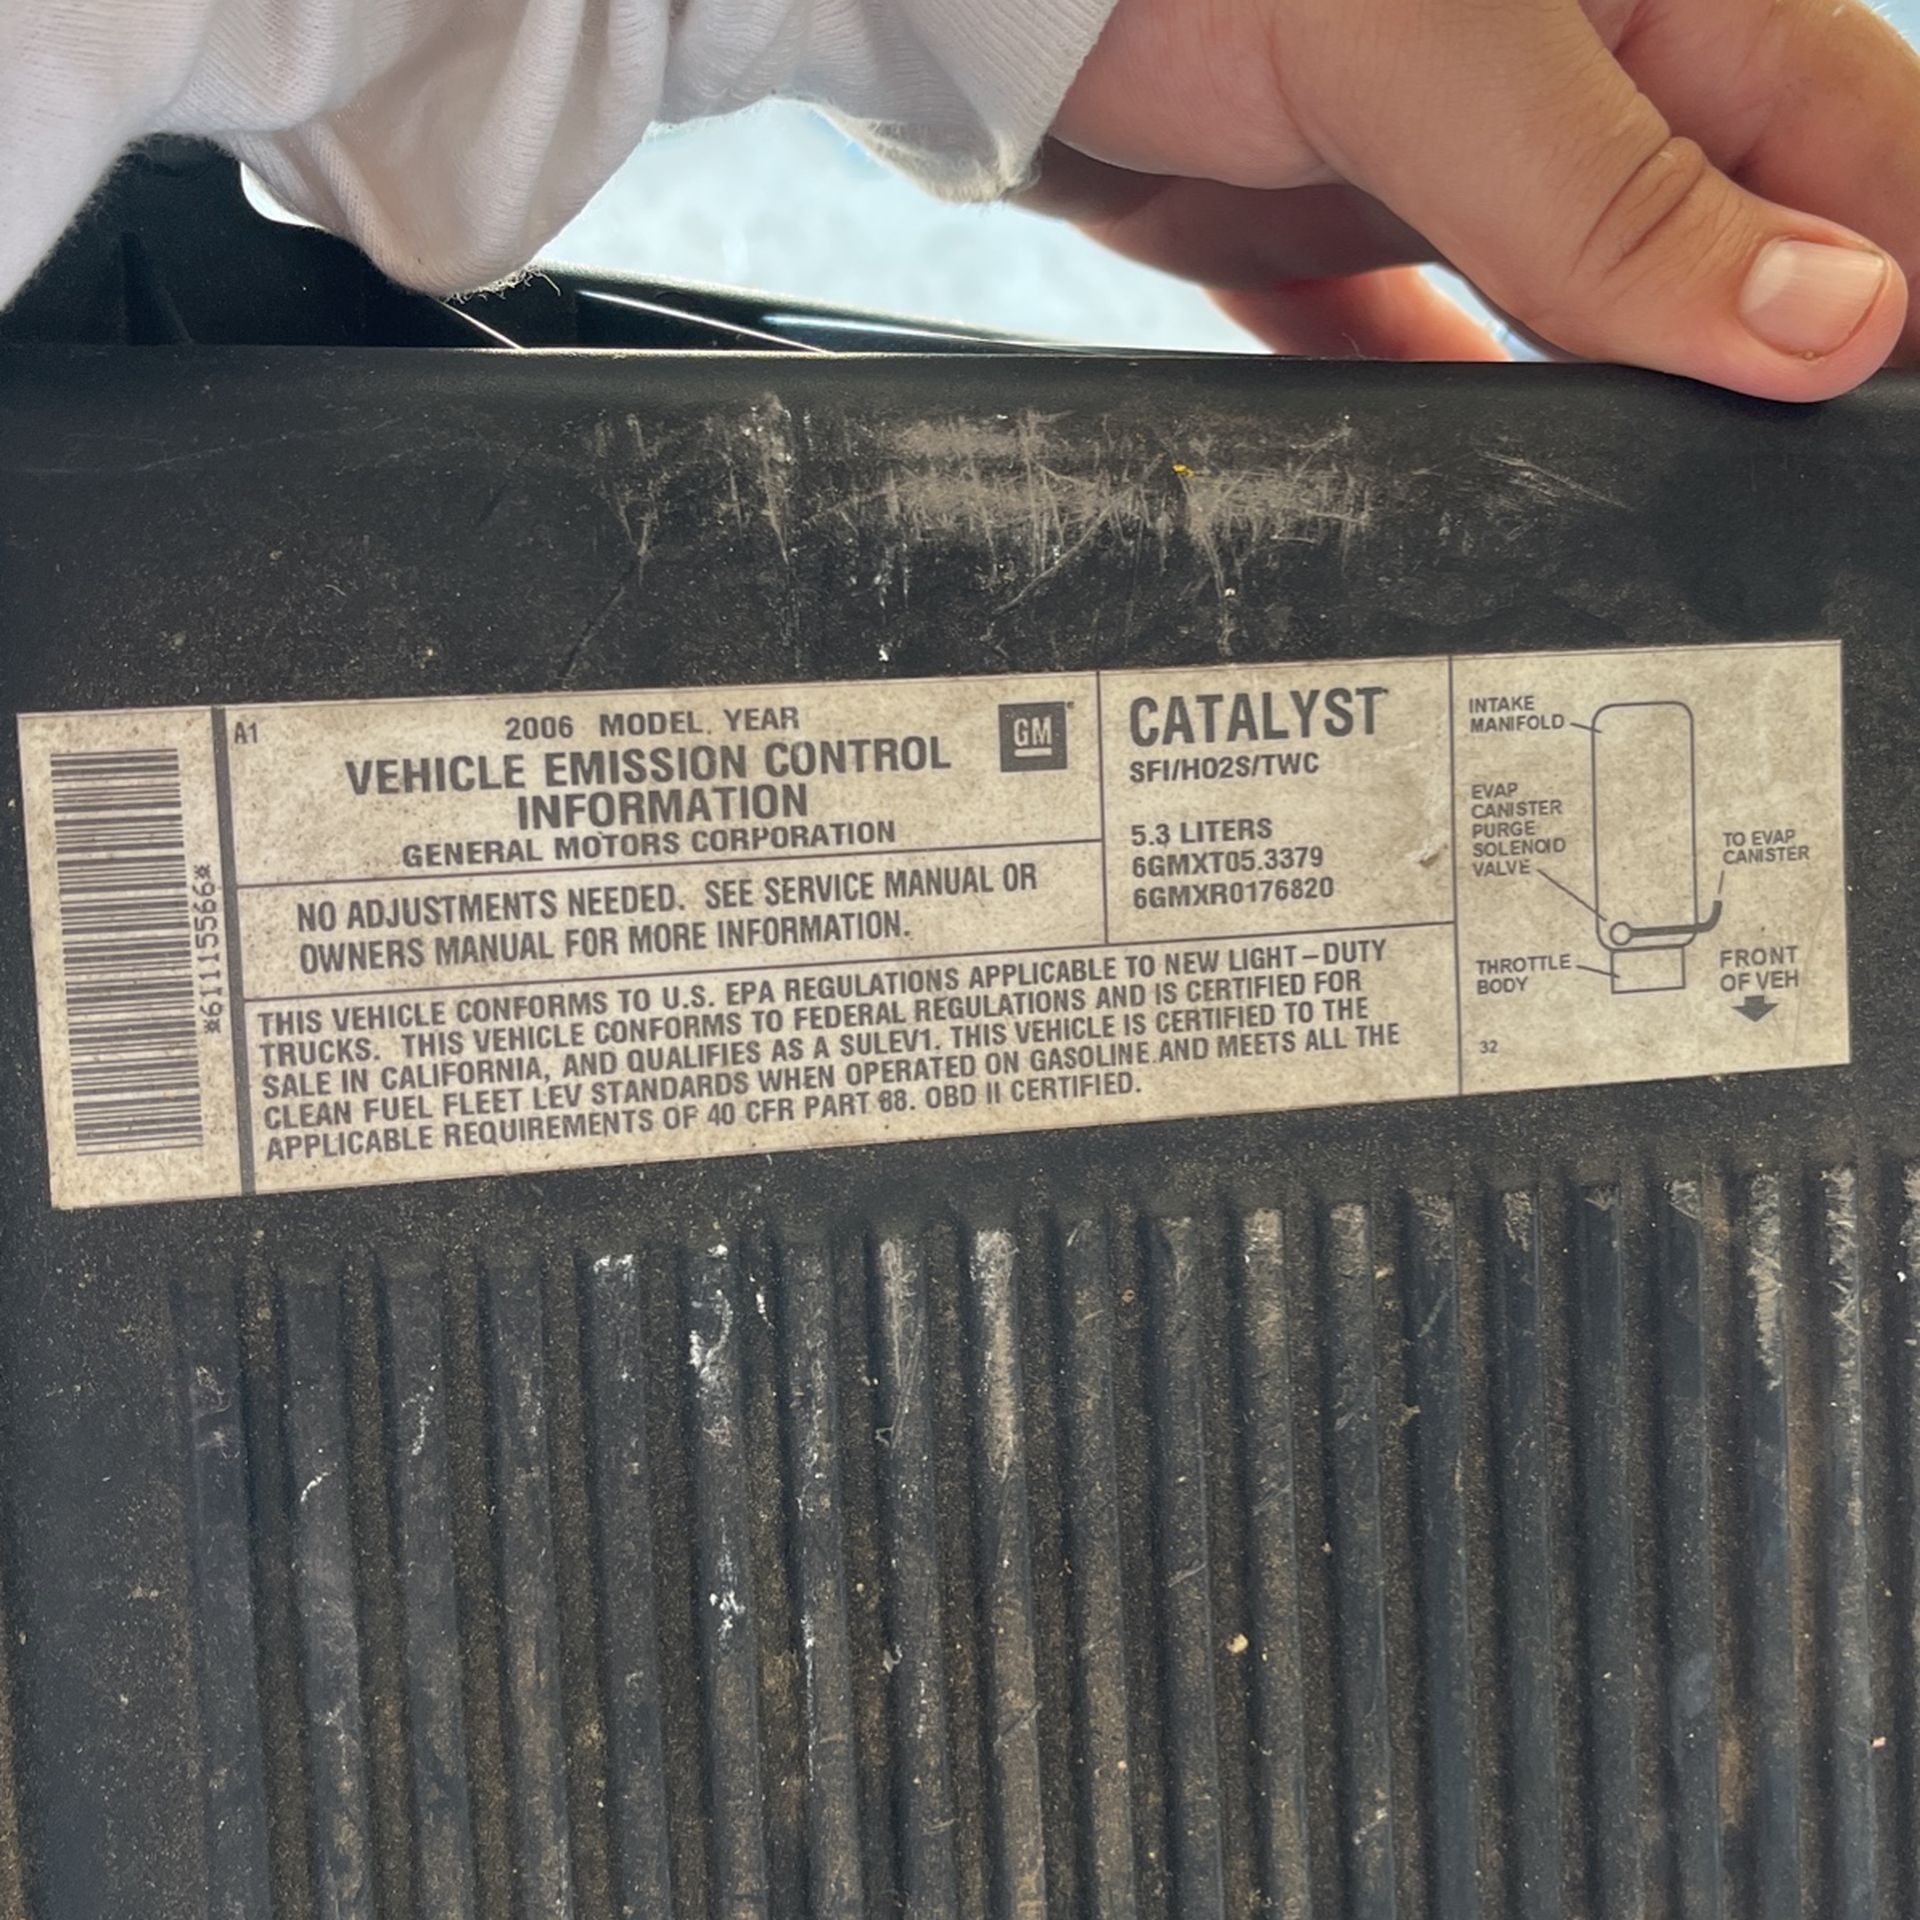 *61115566*
A1
2006 MODEL YEAR
VEHICLE EMISSION CONTROL
INFORMATION
GENERAL MOTORS CORPORATION
GM
NO ADJUSTMENTS NEEDED. SEE SERVICE MANUAL OR
OWNERS MANUAL FOR MORE INFORMATION.
CATALYST
SFI/HO2S/TWC
5.3 LITERS
6GMXT05.3379
6GMXR0176820
THIS VEHICLE CONFORMS TO U.S. EPA REGULATIONS APPLICABLE TO NEW LIGHT-DUTY
TRUCKS. THIS VEHICLE CONFORMS TO FEDERAL REGULATIONS AND IS CERTIFIED FOR
SALE IN CALIFORNIA, AND QUALIFIES AS A SULEV1. THIS VEHICLE IS CERTIFIED TO THE
CLEAN FUEL FLEET LEV STANDARDS WHEN OPERATED ON GASOLINE AND MEETS ALL THE
APPLICABLE REQUIREMENTS OF 40 CFR PART 88. OBD II CERTIFIED.
INTAKE
MANIFOLD
EVAP
CANISTER
PURGE
SOLENOID
VALVE
TO EVAP
CANISTER
THROTTLE
BODY
FRONT
OF VEH
32